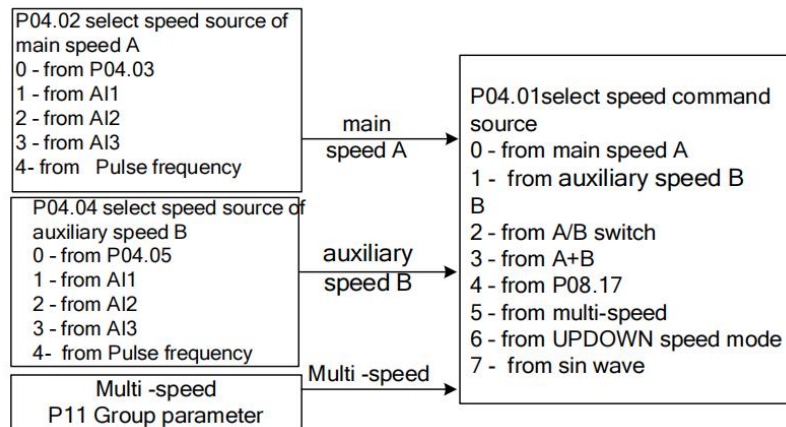 P04.02 select speed source of
main speed A
0 - from P04.03
1 - from AI1
2 - from AI2
3 - from AI3
4- from Pulse frequency
main
speed A
P04.04 select speed source of
auxiliary speed B
0 - from P04.05
1 - from AI1
2 - from AI2
3 - from AI3
4- from Pulse frequency
auxiliary
speed B
Multi -speed
P11 Group parameter
Multi -speed
P04.01select speed command
source
0 - from main speed A
1 - from auxiliary speed B
B
2 - from A/B switch
3 - from A+B
4 - from P08.17
5 - from multi-speed
6 - from UPDOWN speed mode
7 - from sin wave